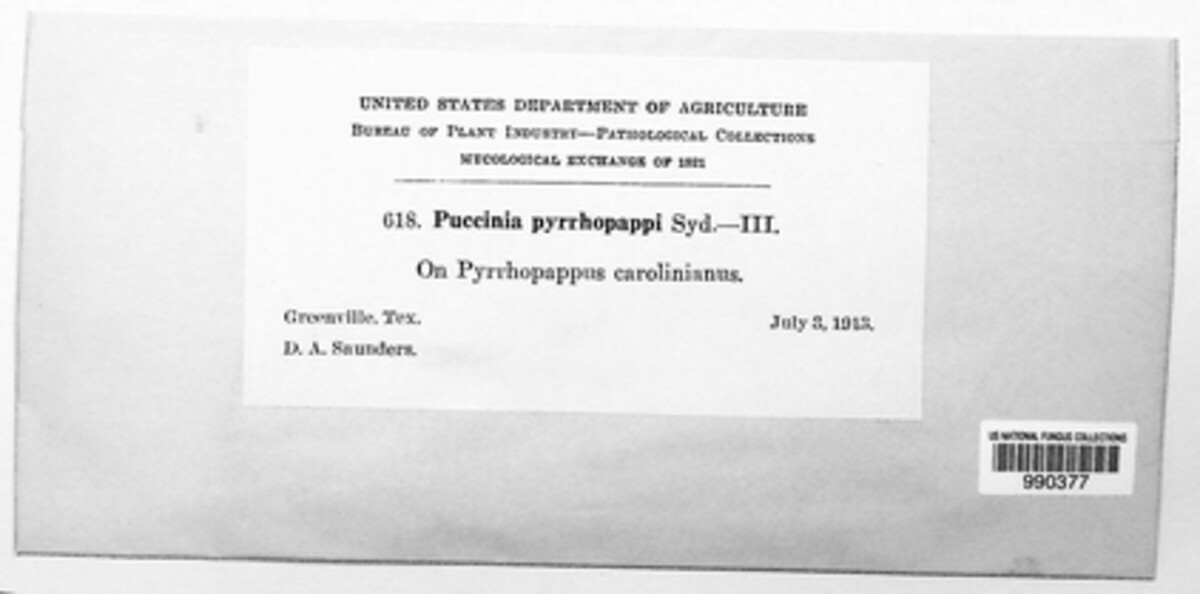 UNITED STATES DEPARTMENT OF AGRICULTURE
BUREAU OF PLANT INDUSTRY—PATHOLOGICAL COLLECTIONS
MYCOLOGICAL EXCHANGE OF 1921
618. Puccinia pyrrhopappi Syd.—III.
On Pyrrhopappus carolinianus.
Greenville, Tex.
July 3, 1913.
D. A. Saunders.
US NATIONAL FUNGUS COLLECTIONS
990377